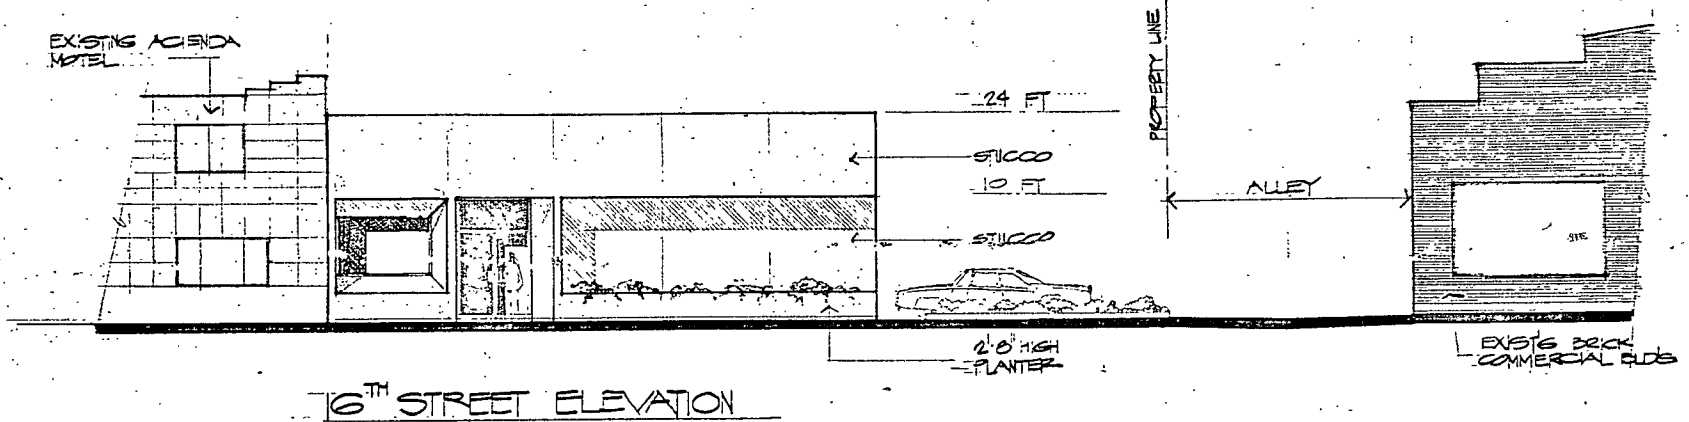 EXISTING ACIENDA
MOTEL
PROPERTY LINE
24 FT
STUCCO
10 FT
ALLEY
STUCCO
2'8" HIGH
PLANTER
EXIST'G BRICK
COMMERCIAL BLDG
6TH STREET ELEVATION